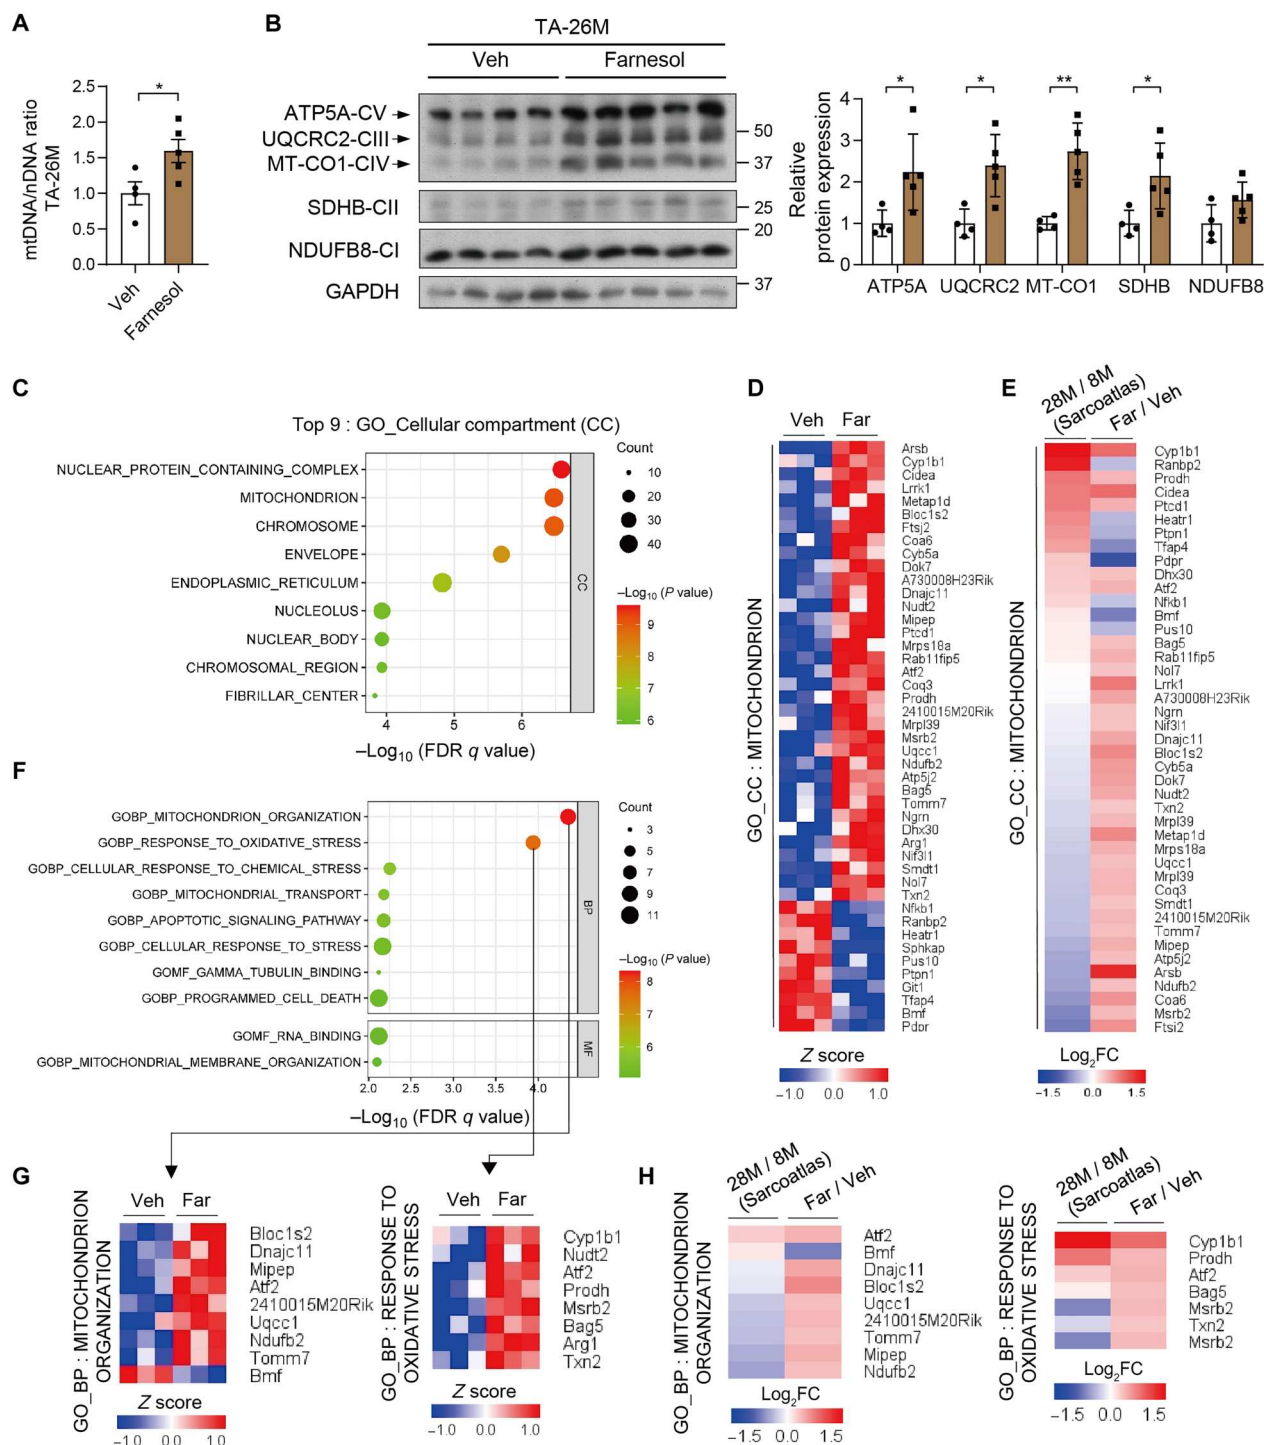 A
mtDNA/nDNA ratio
TA-26M
2.5
2.0
1.5
1.0
0.5
0.0
*
Veh
Farnesol
B
TA-26M
Veh
Farnesol
ATP5A-CV
UQCRC2-CIII
MT-CO1-CIV
SDHB-CII
NDUFB8-CI
GAPDH
50
37
25
20
37
Relative
protein expression
4
3
2
1
0
*
*
**
*
ATP5A
UQCRC2
MT-CO1
SDHB
NDUFB8
C
Top 9 : GO_Cellular compartment (CC)
NUCLEAR_PROTEIN_CONTAINING_COMPLEX
MITOCHONDRION
CHROMOSOME
ENVELOPE
ENDOPLASMIC_RETICULUM
NUCLEOLUS
NUCLEAR_BODY
CHROMOSOMAL_REGION
FIBRILLAR_CENTER
4
5
6
–Log10 (FDR q value)
CC
Count
10
20
30
40
–Log10 (P value)
9
8
7
6
D
Veh
Far
GO_CC : MITOCHONDRION
Arsb
Cyp1b1
Cidea
Lrrk1
Metap1d
Bloc1s2
Ftsj2
Coa6
Cyb5a
Dok7
A730008H23Rik
Dnajc11
Nudt2
Mipep
Ptcd1
Mrps18a
Rab11fip5
Atf2
Coq3
Prodh
2410015M20Rik
Mrpl39
Msrb2
Uqcc1
Ndufb2
Atp5j2
Bag5
Tomm7
Ngrn
Dhx30
Arg1
Nif3l1
Smdt1
Nol7
Txn2
Nfkb1
Ranbp2
Heatr1
Sphkap
Pus10
Ptpn1
Git1
Tfap4
Bmf
Pdpr
Z score
–1.0
0.0
1.0
E
28M / 8M
(Sarcoatlas)
Far / Veh
GO_CC : MITOCHONDRION
Cyp1b1
Ranbp2
Prodh
Cidea
Ptcd1
Heatr1
Ptpn1
Tfap4
Pdpr
Dhx30
Atf2
Nfkb1
Bmf
Pus10
Bag5
Rab11fip5
Nol7
Lrrk1
A730008H23Rik
Ngrn
Nif3l1
Dnajc11
Bloc1s2
Cyb5a
Dok7
Nudt2
Txn2
Mrpl39
Metap1d
Mrps18a
Uqcc1
Mrpl39
Coq3
Smdt1
2410015M20Rik
Tomm7
Mipep
Atp5j2
Arsb
Ndufb2
Coa6
Msrb2
Ftsi2
Log2FC
–1.5
0.0
1.5
F
GOBP_MITOCHONDRION_ORGANIZATION
GOBP_RESPONSE_TO_OXIDATIVE_STRESS
GOBP_CELLULAR_RESPONSE_TO_CHEMICAL_STRESS
GOBP_MITOCHONDRIAL_TRANSPORT
GOBP_APOPTOTIC_SIGNALING_PATHWAY
GOBP_CELLULAR_RESPONSE_TO_STRESS
GOMF_GAMMA_TUBULIN_BINDING
GOBP_PROGRAMMED_CELL_DEATH
GOMF_RNA_BINDING
GOBP_MITOCHONDRIAL_MEMBRANE_ORGANIZATION
BP
MF
2.0
2.5
3.0
3.5
4.0
–Log10 (FDR q value)
Count
3
5
7
9
11
–Log10 (P value)
8
7
6
G
GO_BP : MITOCHONDRION
ORGANIZATION
Veh
Far
Bloc1s2
Dnajc11
Mipep
Atf2
2410015M20Rik
Uqcc1
Ndufb2
Tomm7
Bmf
Z score
–1.0
0.0
1.0
GO_BP : RESPONSE TO
OXIDATIVE STRESS
Veh
Far
Cyp1b1
Nudt2
Atf2
Prodh
Msrb2
Bag5
Arg1
Txn2
Z score
–1.0
0.0
1.0
H
GO_BP : MITOCHONDRION
ORGANIZATION
28M / 8M
(Sarcoatlas)
Far / Veh
Atf2
Bmf
Dnajc11
Bloc1s2
Uqcc1
2410015M20Rik
Tomm7
Mipep
Ndufb2
Log2FC
–1.5
0.0
1.5
GO_BP : RESPONSE TO
OXIDATIVE STRESS
28M / 8M
(Sarcoatlas)
Far / Veh
Cyp1b1
Prodh
Atf2
Bag5
Msrb2
Txn2
Msrb2
Log2FC
–1.5
0.0
1.5